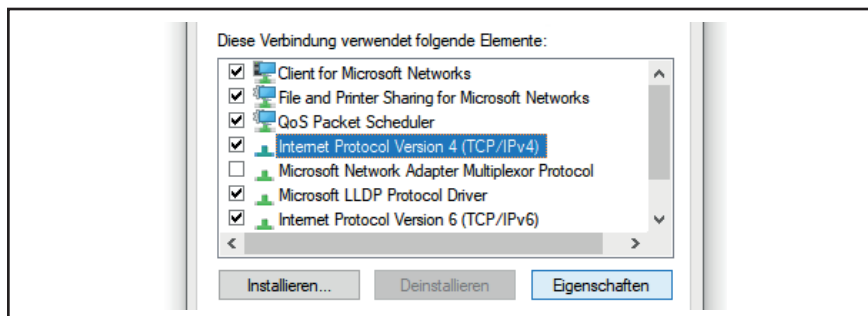 Diese Verbindung verwendet folgende Elemente:
Client for Microsoft Networks
File and Printer Sharing for Microsoft Networks
QoS Packet Scheduler
Internet Protocol Version 4 (TCP/IPv4)
Microsoft Network Adapter Multiplexor Protocol
Microsoft LLDP Protocol Driver
Internet Protocol Version 6 (TCP/IPv6)
Installieren... Deinstallieren Eigenschaften